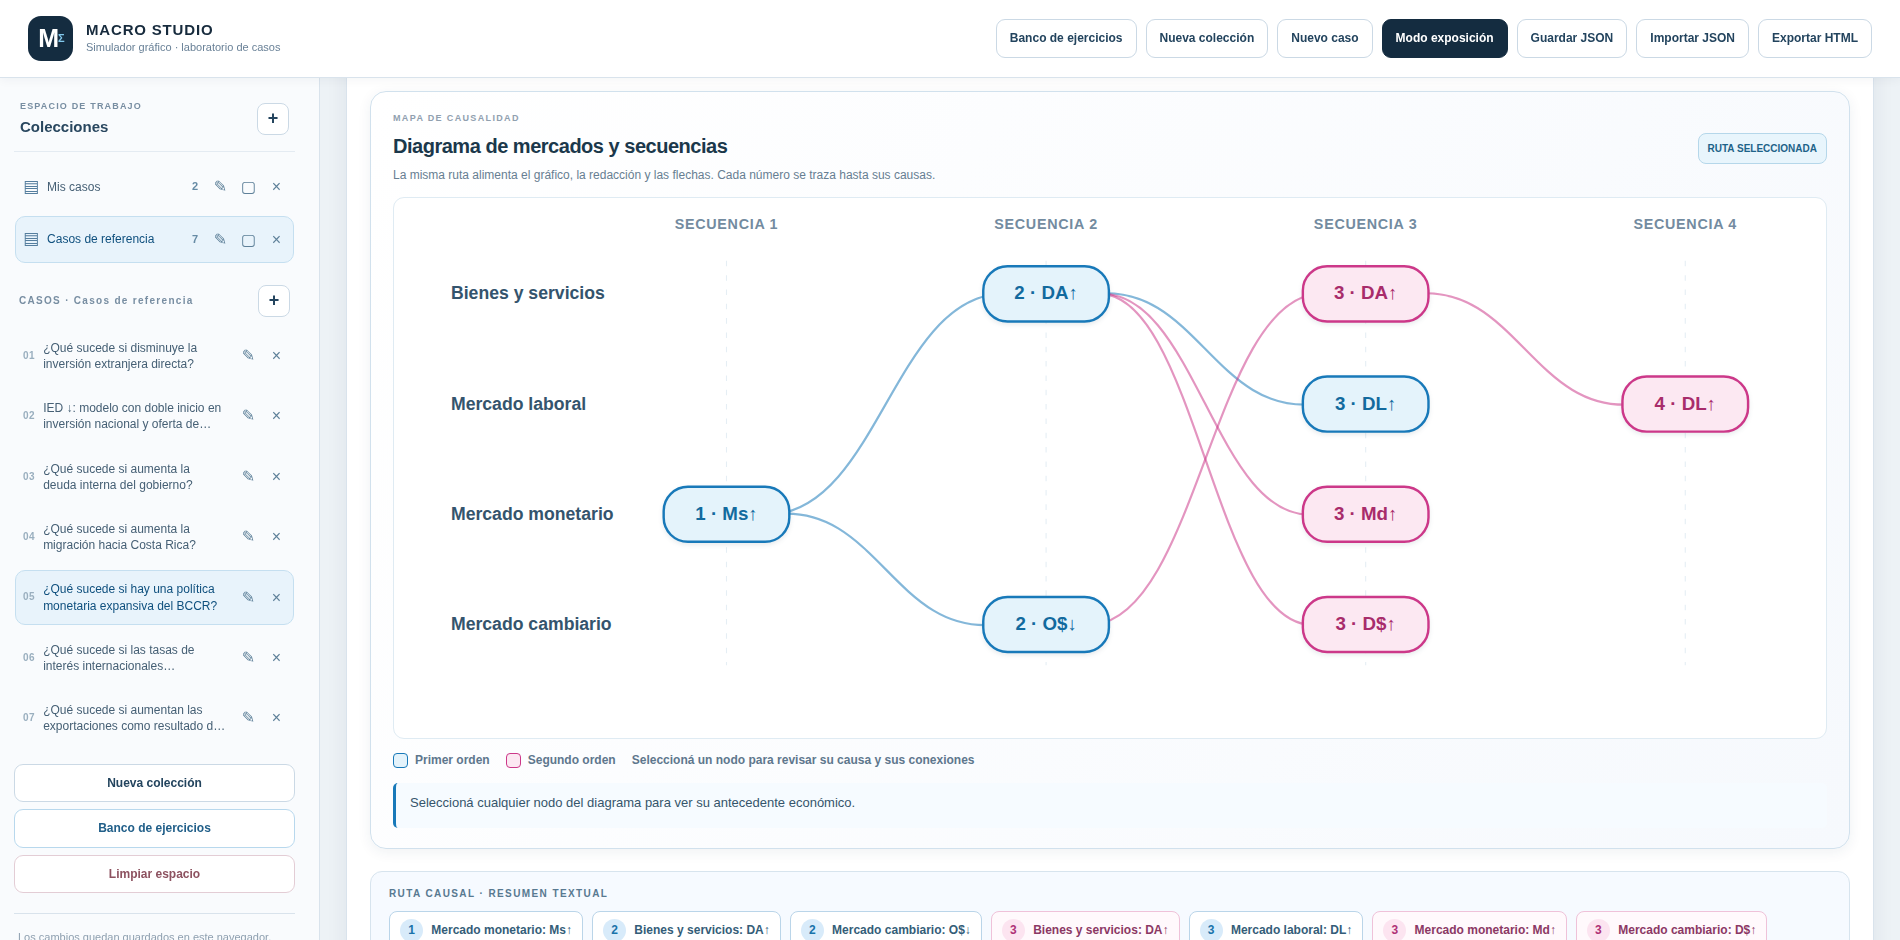 MΣ
MACRO STUDIO
Simulador gráfico · laboratorio de casos
Banco de ejercicios
Nueva colección
Nuevo caso
Modo exposición
Guardar JSON
Importar JSON
Exportar HTML
ESPACIO DE TRABAJO
Colecciones
+
Mis casos 2 ✎ ▢ ×
Casos de referencia 7 ✎ ▢ ×
CASOS · Casos de referencia
+
01 ¿Qué sucede si disminuye la
inversión extranjera directa? ✎ ×
02 IED ↓: modelo con doble inicio en
inversión nacional y oferta de… ✎ ×
03 ¿Qué sucede si aumenta la
deuda interna del gobierno? ✎ ×
04 ¿Qué sucede si aumenta la
migración hacia Costa Rica? ✎ ×
05 ¿Qué sucede si hay una política
monetaria expansiva del BCCR? ✎ ×
06 ¿Qué sucede si las tasas de
interés internacionales… ✎ ×
07 ¿Qué sucede si aumentan las
exportaciones como resultado d… ✎ ×
Nueva colección
Banco de ejercicios
Limpiar espacio
Los cambios quedan guardados en este navegador.
MAPA DE CAUSALIDAD
Diagrama de mercados y secuencias
RUTA SELECCIONADA
La misma ruta alimenta el gráfico, la redacción y las flechas. Cada número se traza hasta sus causas.
SECUENCIA 1
SECUENCIA 2
SECUENCIA 3
SECUENCIA 4
Bienes y servicios
2 · DA↑
3 · DA↑
Mercado laboral
3 · DL↑
4 · DL↑
Mercado monetario
1 · Ms↑
3 · Md↑
Mercado cambiario
2 · O$↓
3 · D$↑
Primer orden
Segundo orden
Seleccioná un nodo para revisar su causa y sus conexiones
Seleccioná cualquier nodo del diagrama para ver su antecedente económico.
RUTA CAUSAL · RESUMEN TEXTUAL
1 Mercado monetario: Ms↑
2 Bienes y servicios: DA↑
2 Mercado cambiario: O$↓
3 Bienes y servicios: DA↑
3 Mercado laboral: DL↑
3 Mercado monetario: Md↑
3 Mercado cambiario: D$↑